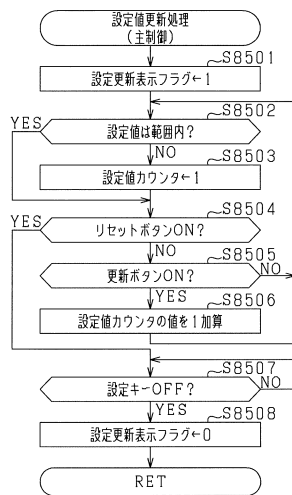 設定値更新処理
(主制御)
S8501
設定更新表示フラグ←1
S8502
YES
設定値は範囲内?
NO
S8503
設定値カウンタ←1
S8504
YES
リセットボタンON?
NO
S8505
更新ボタンON?
NO
YES
S8506
設定値カウンタの値を1加算
S8507
設定キーOFF?
NO
YES
S8508
設定更新表示フラグ←0
RET